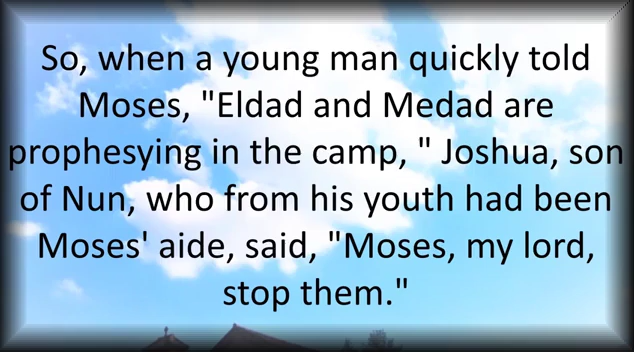 So, when a young man quickly told
Moses, "Eldad and Medad are
prophesying in the camp, " Joshua, son
of Nun, who from his youth had been
Moses' aide, said, "Moses, my lord,
stop them."